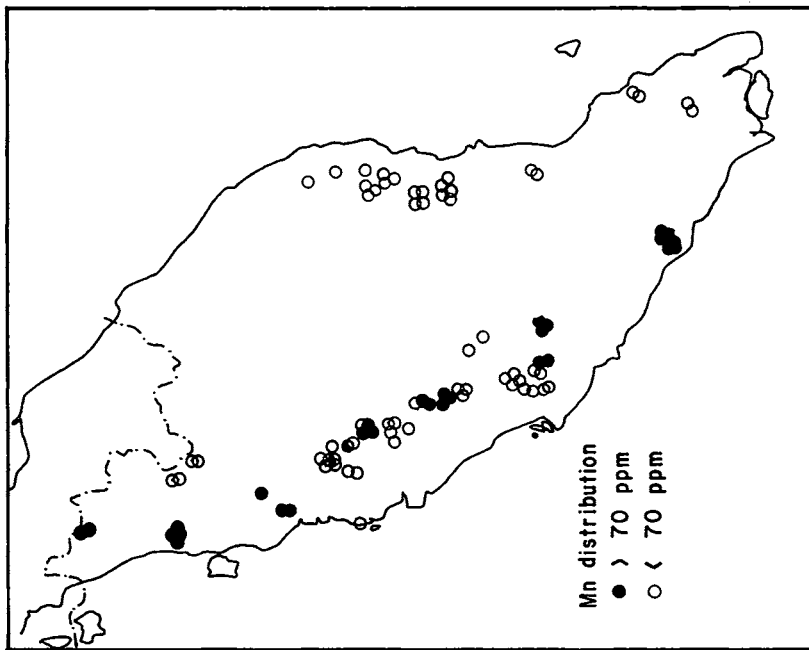 Mn distribution
● > 70 ppm
○ < 70 ppm